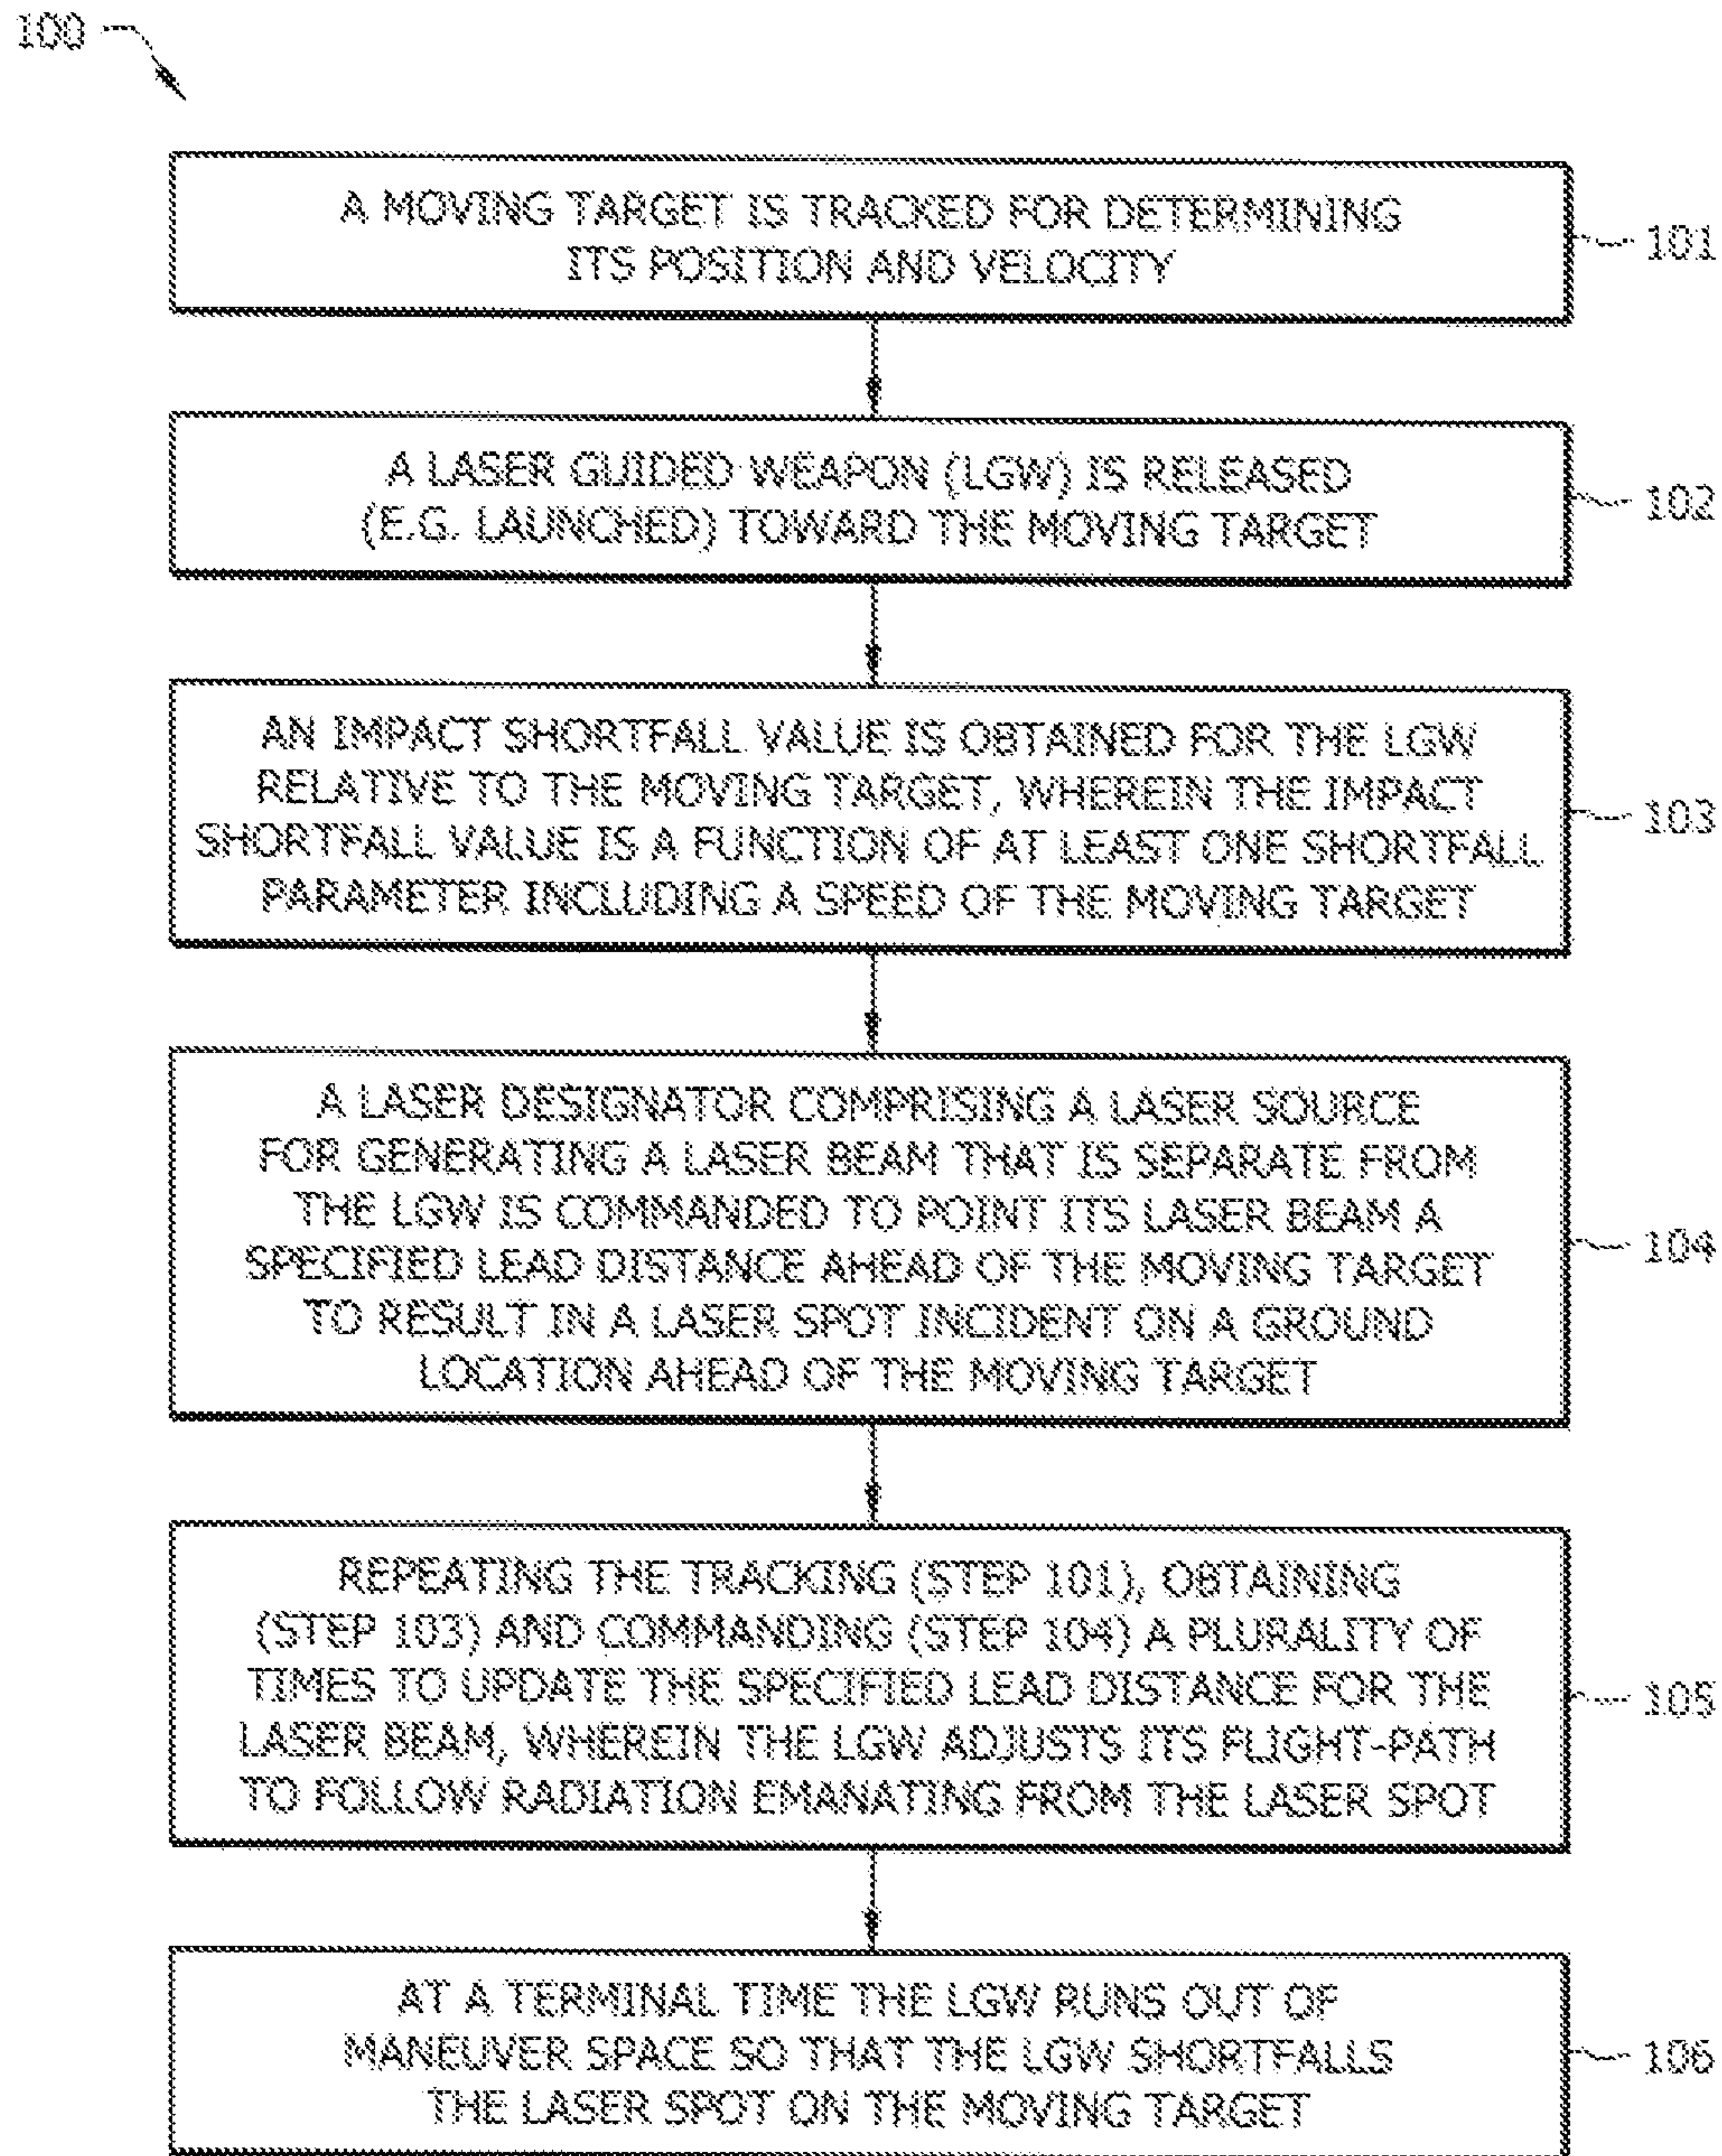 100
A MOVING TARGET IS TRACKED FOR DETERMINING
ITS POSITION AND VELOCITY
101
A LASER GUIDED WEAPON (LGW) IS RELEASED
(E.G. LAUNCHED) TOWARD THE MOVING TARGET
102
AN IMPACT SHORTFALL VALUE IS OBTAINED FOR THE LGW
RELATIVE TO THE MOVING TARGET, WHEREIN THE IMPACT
SHORTFALL VALUE IS A FUNCTION OF AT LEAST ONE SHORTFALL
PARAMETER INCLUDING A SPEED OF THE MOVING TARGET
103
A LASER DESIGNATOR COMPRISING A LASER SOURCE
FOR GENERATING A LASER BEAM THAT IS SEPARATE FROM
THE LGW IS COMMANDED TO POINT ITS LASER BEAM A
SPECIFIED LEAD DISTANCE AHEAD OF THE MOVING TARGET
TO RESULT IN A LASER SPOT INCIDENT ON A GROUND
LOCATION AHEAD OF THE MOVING TARGET
104
REPEATING THE TRACKING (STEP 101), OBTAINING
(STEP 103) AND COMMANDING (STEP 104) A PLURALITY OF
TIMES TO UPDATE THE SPECIFIED LEAD DISTANCE FOR THE
LASER BEAM, WHEREIN THE LGW ADJUSTS ITS FLIGHT-PATH
TO FOLLOW RADIATION EMANATING FROM THE LASER SPOT
105
AT A TERMINAL TIME THE LGW RUNS OUT OF
MANEUVER SPACE SO THAT THE LGW SHORTFALLS
THE LASER SPOT ON THE MOVING TARGET
106